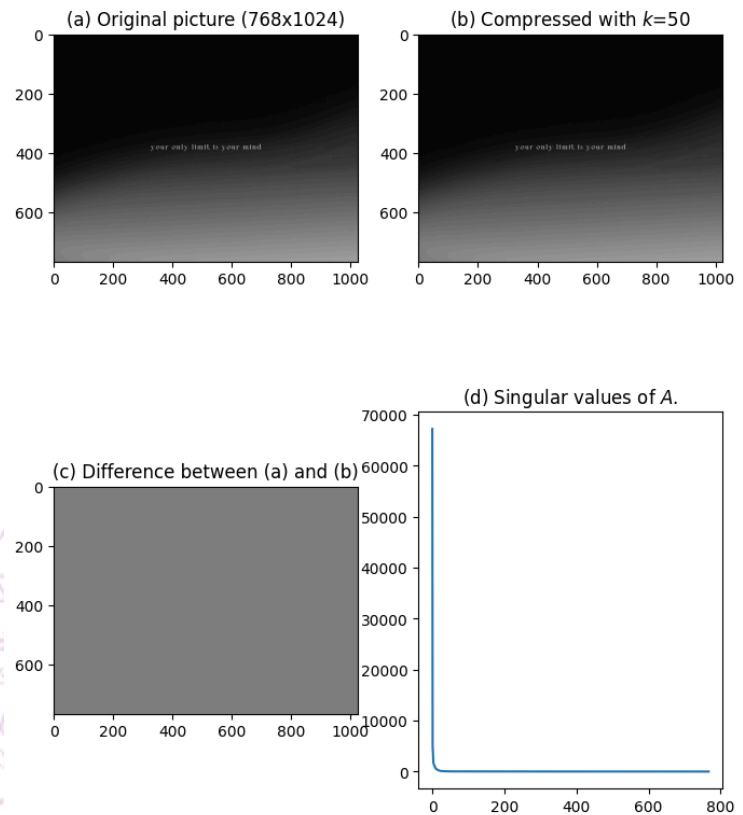 (a) Original picture (768x1024)
0
200
400
600
0 200 400 600 800 1000
your only limit is your mind
(b) Compressed with k=50
0
200
400
600
0 200 400 600 800 1000
your only limit is your mind
(c) Difference between (a) and (b)
0
200
400
600
0 200 400 600 800 1000
(d) Singular values of A.
70000
60000
50000
40000
30000
20000
10000
0
0 200 400 600 800